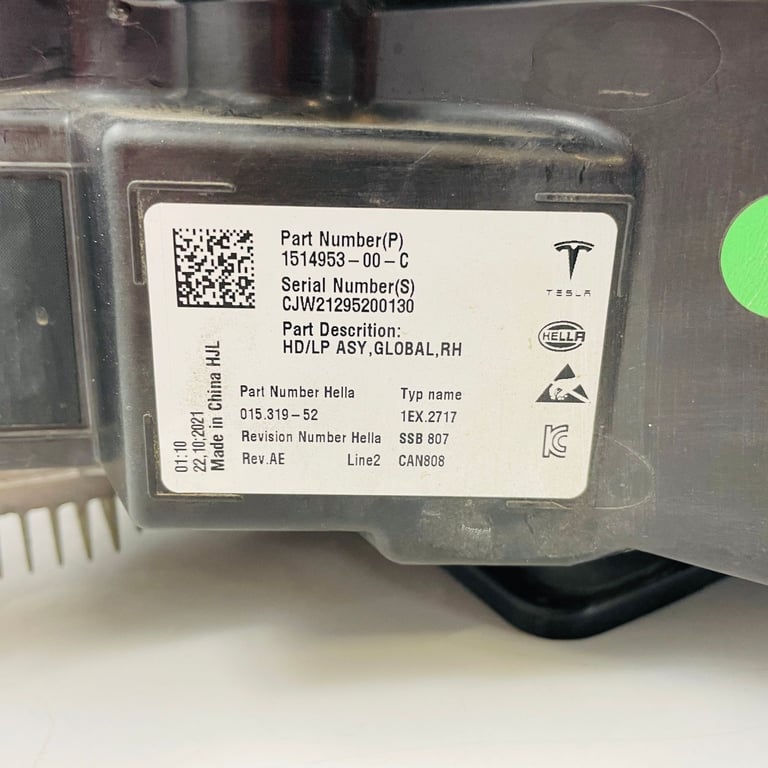 Part Number(P)
1514953-00-C
Serial Number(S)
CJW21295200130
Part Descrition:
HD/LP ASY,GLOBAL,RH
TESLA
HELLA
Part Number Hella Typ name
015.319-52 1EX.2717
Revision Number Hella SSB 807
Rev.AE Line2 CAN808
01:10
22,10;2021
Made in China HJL